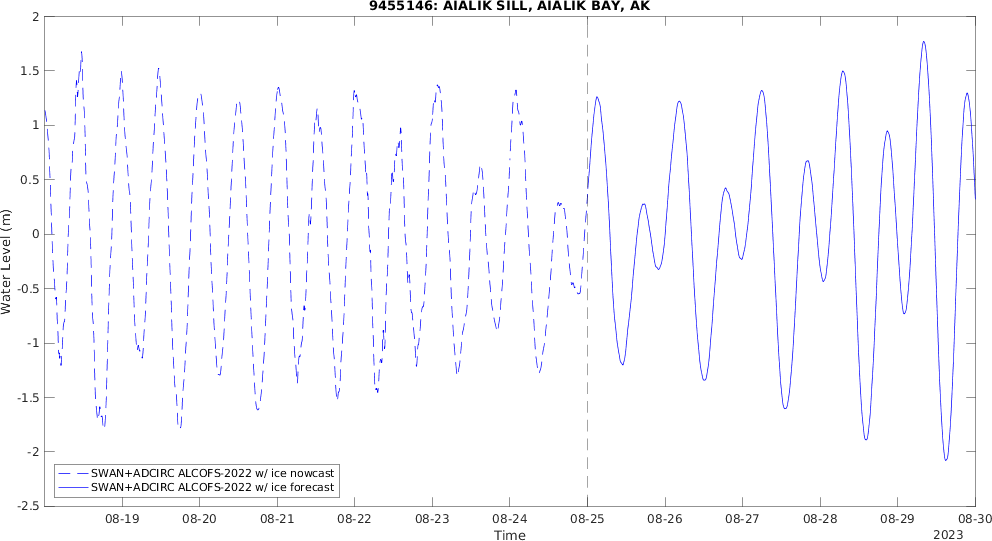 9455146: AIALIK SILL, AIALIK BAY, AK
2
1.5
1
0.5
0
-0.5
-1
-1.5
-2
-2.5
Water Level (m)
SWAN+ADCIRC ALCOFS-2022 w/ ice nowcast
SWAN+ADCIRC ALCOFS-2022 w/ ice forecast
08-19 08-20 08-21 08-22 08-23 08-24 08-25 08-26 08-27 08-28 08-29 08-30
Time
2023